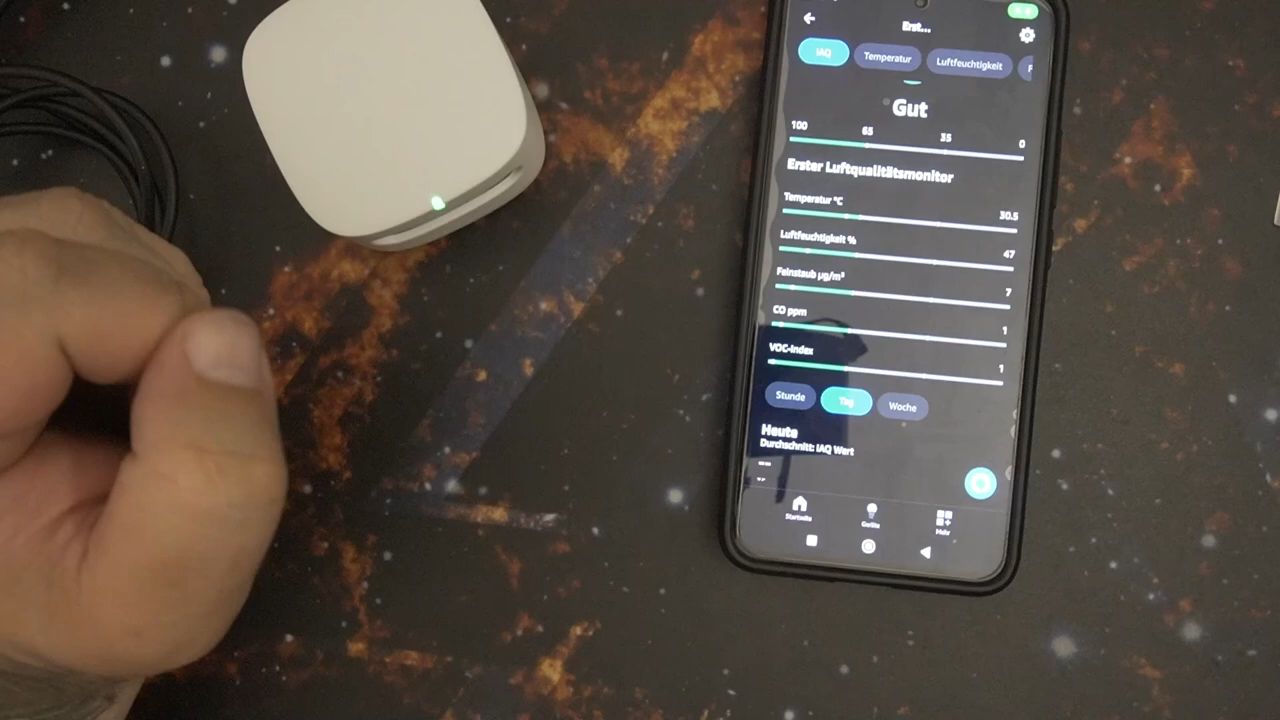 Erst...
IAQ Temperatur Luftfeuchtigkeit F
Gut
100 65 35 0
Erster Luftqualitätsmonitor
Temperatur °C 30.5
Luftfeuchtigkeit % 47
Feinstaub µg/m³ 7
CO ppm 1
VOC-Index 1
Stunde Tag Woche
Heute
Durchschnitt: IAQ Wert
Startseite Geräte Mehr